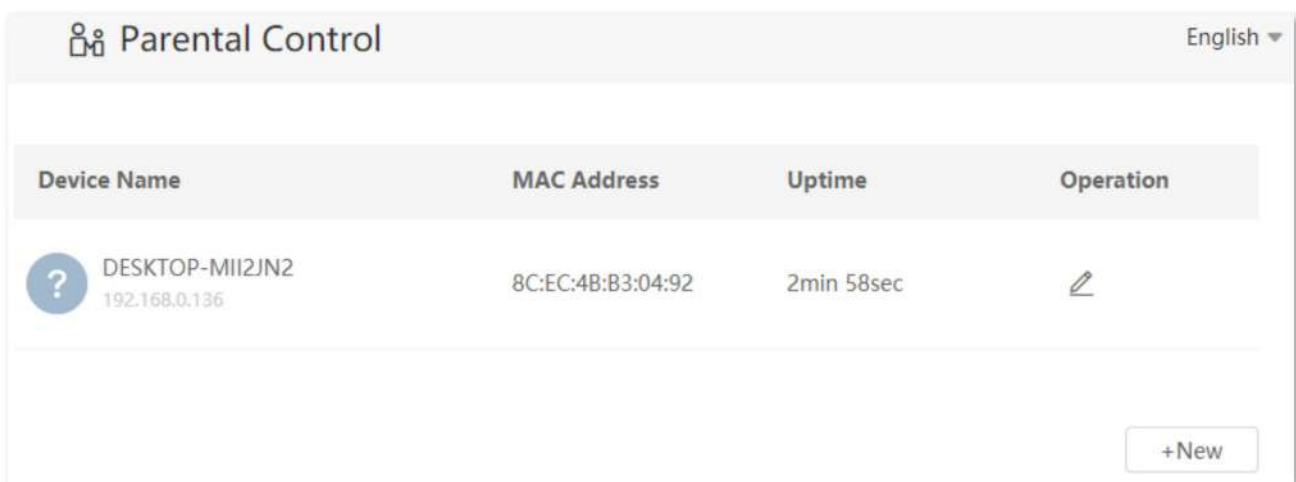 Parental Control
English
Device Name MAC Address Uptime Operation
?
DESKTOP-MII2JN2
192.168.0.136
8C:EC:4B:B3:04:92 2min 58sec
+New